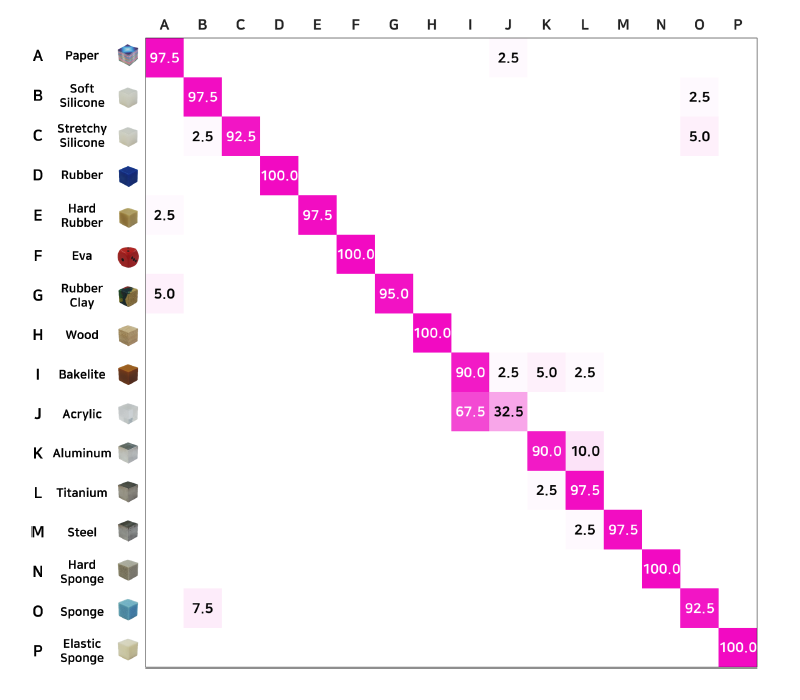 A B C D E F G H I J K L M N O P
A Paper 97.5 2.5
B Soft
Silicone 97.5 2.5
C Stretchy
Silicone 2.5 92.5 5.0
D Rubber 100.0
E Hard
Rubber 2.5 97.5
F Eva 100.0
G Rubber
Clay 5.0 95.0
H Wood 100.0
I Bakelite 90.0 2.5 5.0 2.5
J Acrylic 67.5 32.5
K Aluminum 90.0 10.0
L Titanium 2.5 97.5
M Steel 2.5 97.5
N Hard
Sponge 100.0
O Sponge 7.5 92.5
P Elastic
Sponge 100.0